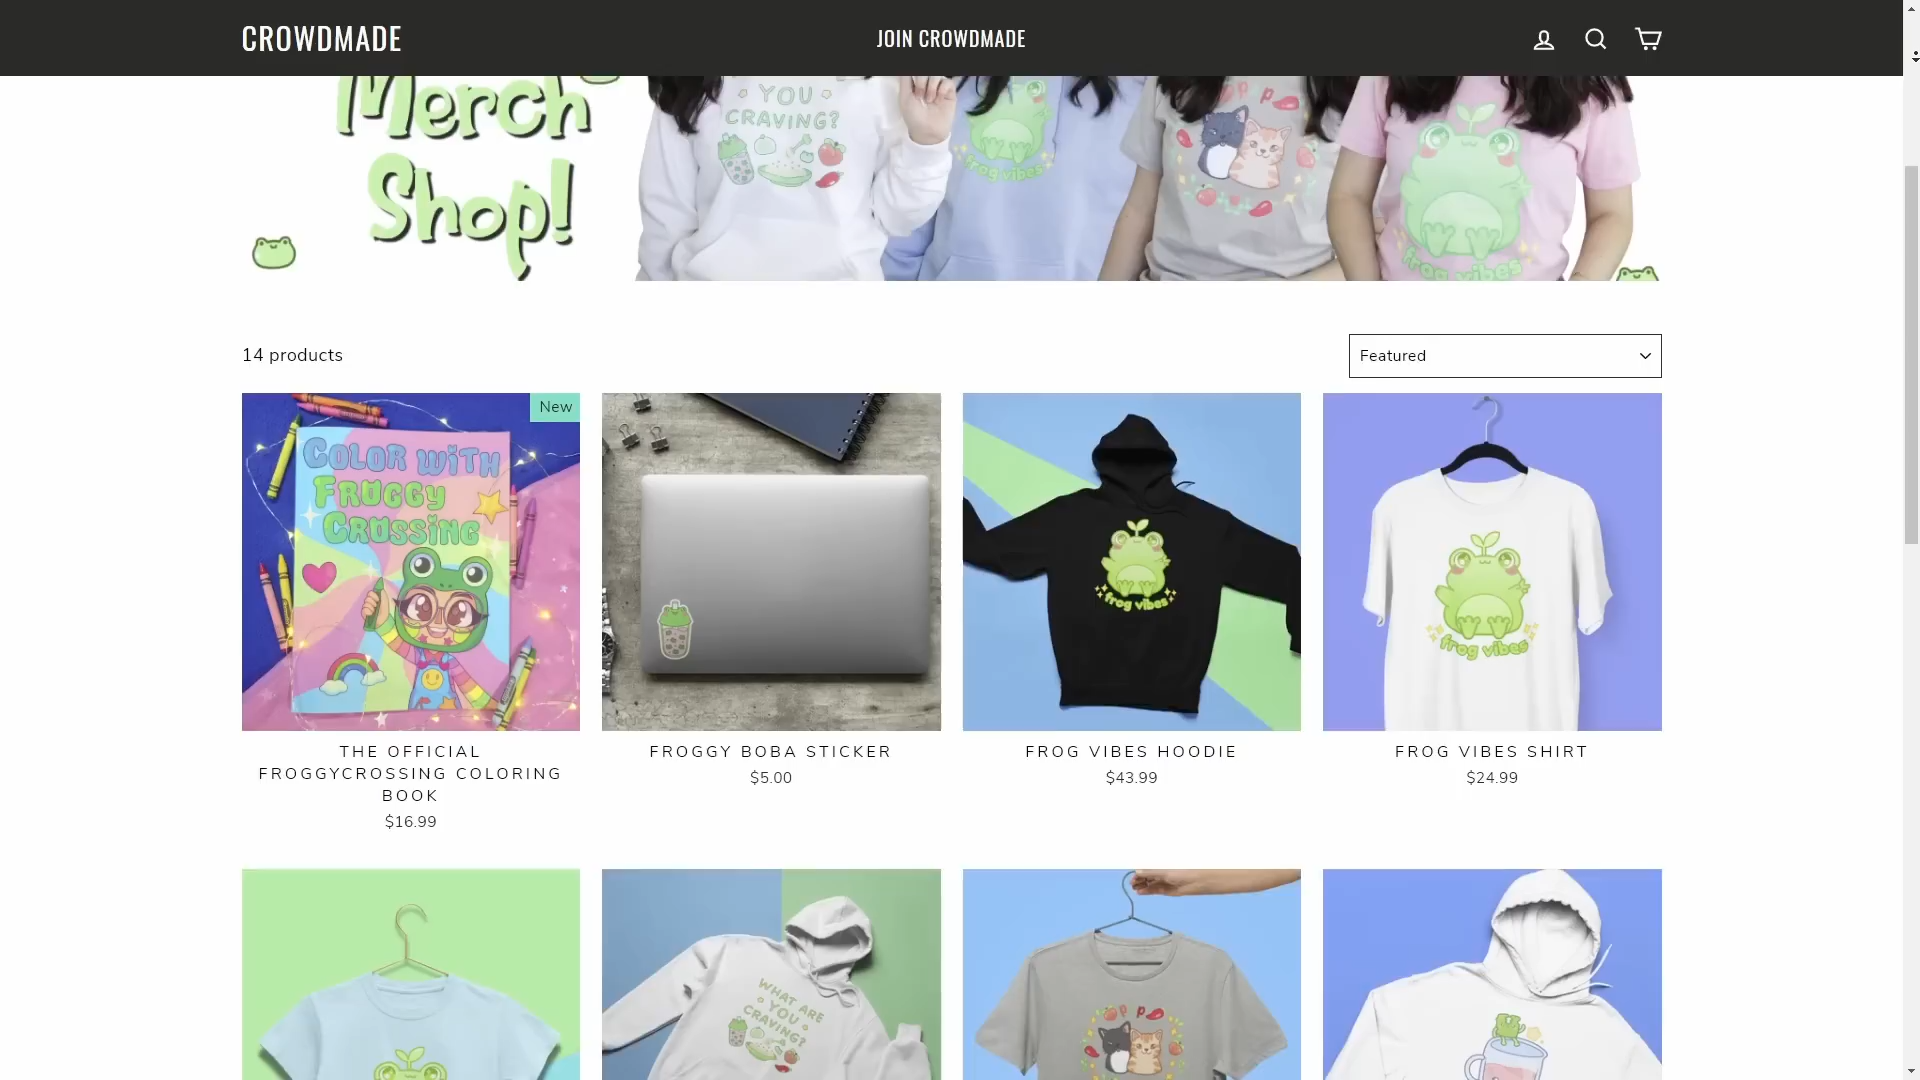 CROWDMADE
JOIN CROWDMADE
Merch
Shop!
YOU
CRAVING?
frog vibes
frog vibes
14 products
Featured
New
COLOR WITH
FROGGY
CROSSING
frog vibes
frog vibes
THE OFFICIAL
FROGGYCROSSING COLORING
BOOK
$16.99
FROGGY BOBA STICKER
$5.00
FROG VIBES HOODIE
$43.99
FROG VIBES SHIRT
$24.99
WHAT ARE
YOU
CRAVING?